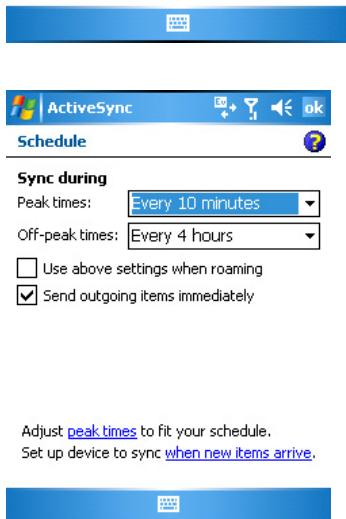 ActiveSync ok
Schedule ?
Sync during
Peak times: Every 10 minutes
Off-peak times: Every 4 hours
Use above settings when roaming
Send outgoing items immediately
Adjust peak times to fit your schedule.
Set up device to sync when new items arrive.